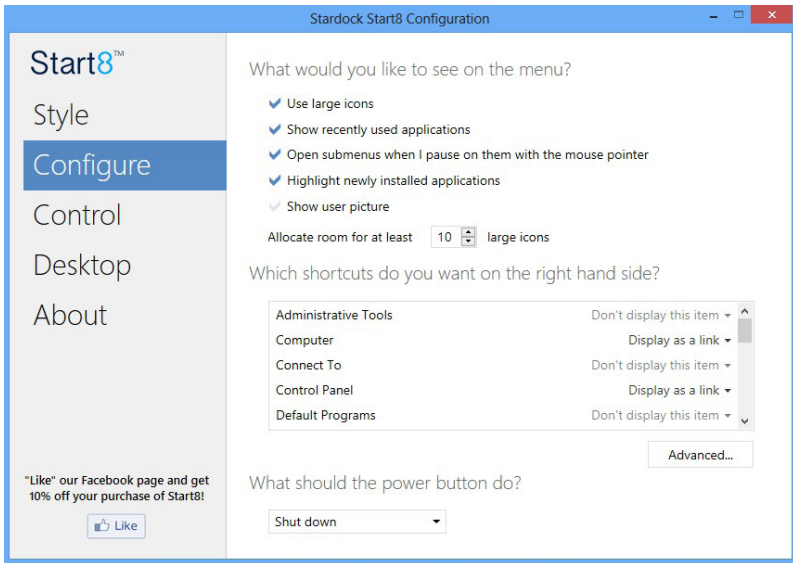 Stardock Start8 Configuration
Start8™
Style
Configure
Control
Desktop
About
"Like" our Facebook page and get
10% off your purchase of Start8!
Like
What would you like to see on the menu?
Use large icons
Show recently used applications
Open submenus when I pause on them with the mouse pointer
Highlight newly installed applications
Show user picture
Allocate room for at least 10 large icons
Which shortcuts do you want on the right hand side?
Administrative Tools Don't display this item
Computer Display as a link
Connect To Don't display this item
Control Panel Display as a link
Default Programs Don't display this item
Advanced...
What should the power button do?
Shut down